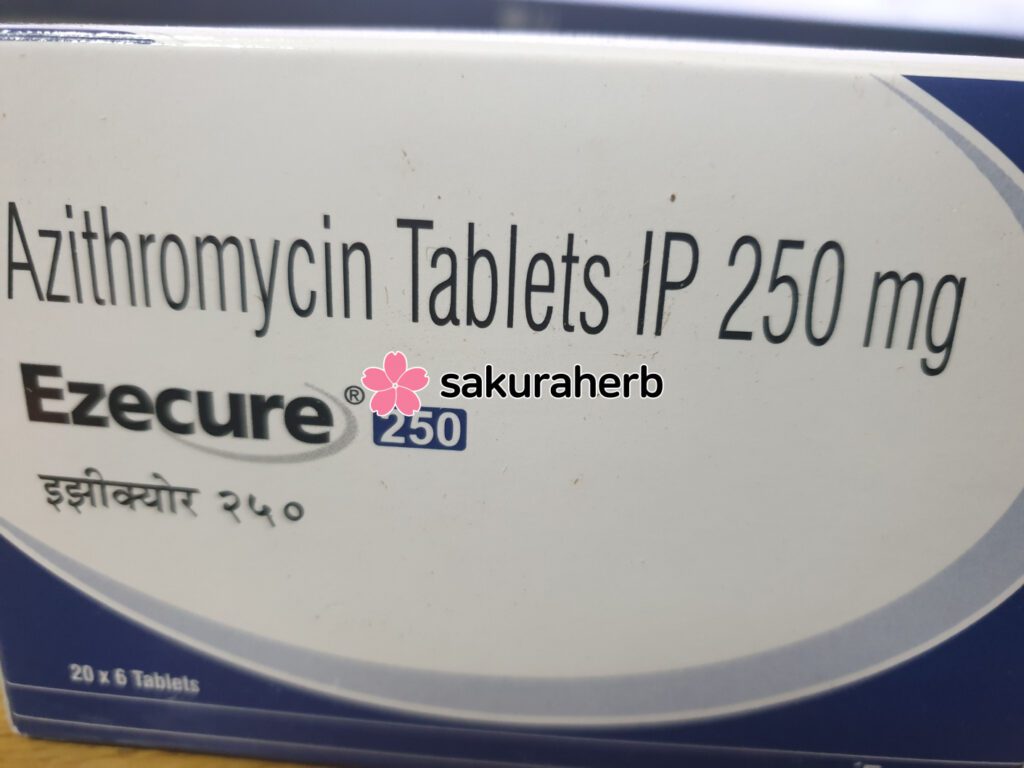 Azithromycin Tablets IP 250 mg
Ezecure® 250
sakuraherb
इझीक्योर २५०
20 x 6 Tablets